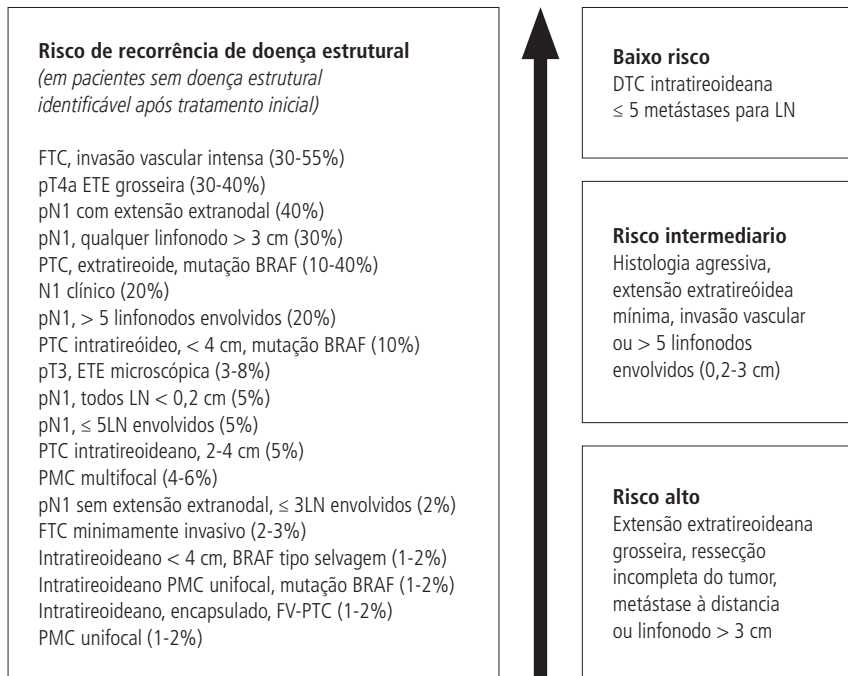 Risco de recorrência de doença estrutural
(em pacientes sem doença estrutural
identificável após tratamento inicial)
FTC, invasão vascular intensa (30-55%)
pT4a ETE grosseira (30-40%)
pN1 com extensão extranodal (40%)
pN1, qualquer linfonodo > 3 cm (30%)
PTC, extratireoide, mutação BRAF (10-40%)
N1 clínico (20%)
pN1, > 5 linfonodos envolvidos (20%)
PTC intratireóideo, < 4 cm, mutação BRAF (10%)
pT3, ETE microscópica (3-8%)
pN1, todos LN < 0,2 cm (5%)
pN1, ≤ 5LN envolvidos (5%)
PTC intratireoideano, 2-4 cm (5%)
PMC multifocal (4-6%)
pN1 sem extensão extranodal, ≤ 3LN envolvidos (2%)
FTC minimamente invasivo (2-3%)
Intratireoideano < 4 cm, BRAF tipo selvagem (1-2%)
Intratireoideano PMC unifocal, mutação BRAF (1-2%)
Intratireoideano, encapsulado, FV-PTC (1-2%)
PMC unifocal (1-2%)
Baixo risco
DTC intratireoideana
≤ 5 metástases para LN
Risco intermediario
Histologia agressiva,
extensão extratireóidea
mínima, invasão vascular
ou > 5 linfonodos
envolvidos (0,2-3 cm)
Risco alto
Extensão extratireoideana
grosseira, ressecção
incompleta do tumor,
metástase à distancia
ou linfonodo > 3 cm